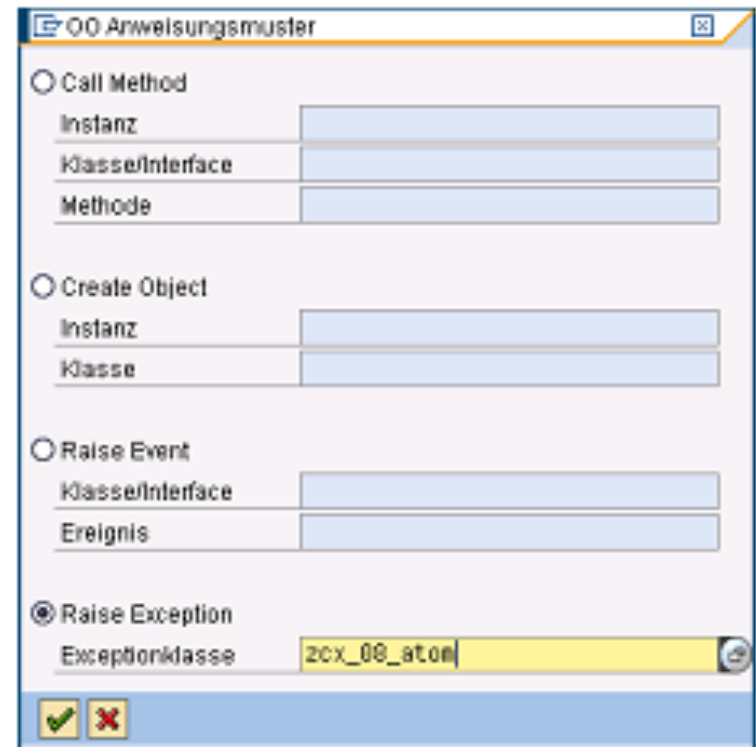 OO Anweisungsmuster
Call Method
Instanz
Klasse/Interface
Methode
Create Object
Instanz
Klasse
Raise Event
Klasse/Interface
Ereignis
Raise Exception
Exceptionklasse zcx_08_atom